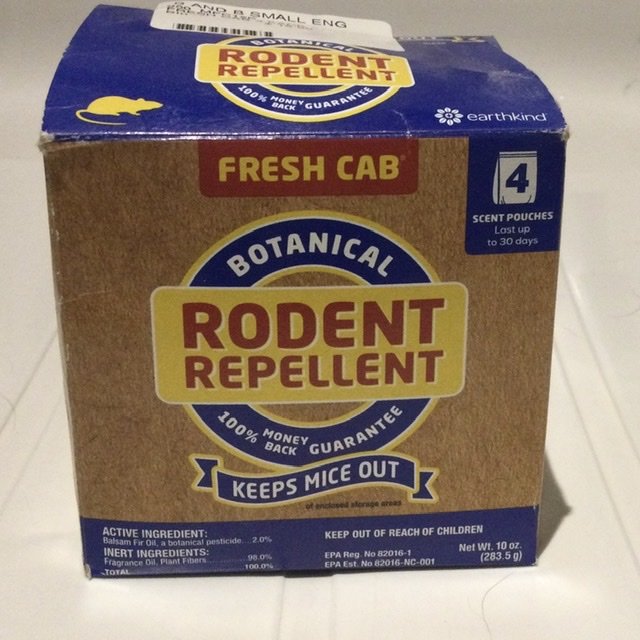 AND B SMALL ENG
BOTANICAL
RODENT
REPELLENT
100% MONEY BACK GUARANTEE
earthkind
FRESH CAB
4
SCENT POUCHES
Last up
to 30 days
BOTANICAL
RODENT
REPELLENT
100% MONEY BACK GUARANTEE
KEEPS MICE OUT
of enclosed storage areas
ACTIVE INGREDIENT:
Balsam Fir Oil, a botanical pesticide... 2.0%
INERT INGREDIENTS:
Fragrance Oil, Plant Fibers... 98.0%
TOTAL 100.0%
KEEP OUT OF REACH OF CHILDREN
EPA Reg. No 82016-1
EPA Est. No 82016-NC-001
Net Wt. 10 oz.
(283.5 g)